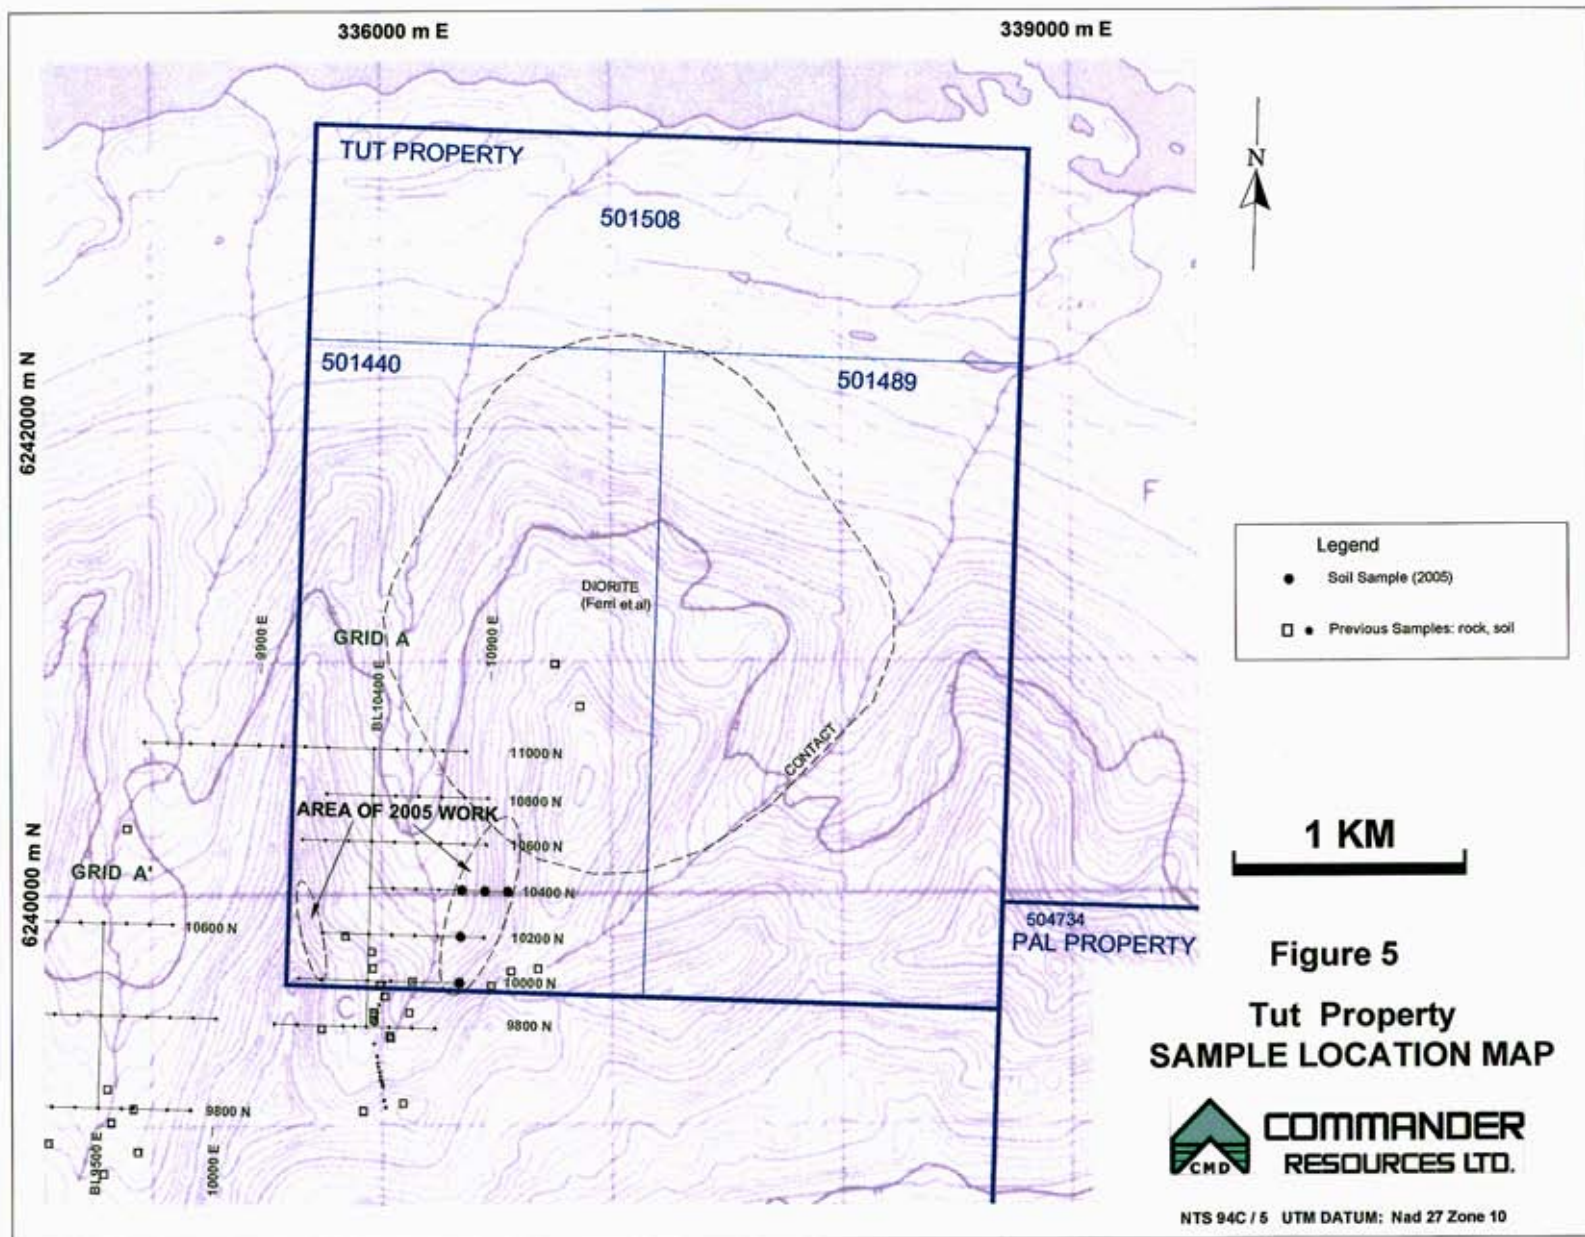 336000 m E
339000 m E
TUT PROPERTY
501508
N
501440
501489
6242000 m N
F
Legend
Soil Sample (2005)
Previous Samples: rock, soil
DIORITE
(Ferri et al)
9900 E
GRID A
10900 E
BL10400 E
CONTACT
11000 N
10800 N
AREA OF 2005 WORK
10600 N
1 KM
6240000 m N
GRID A'
10400 N
504734
PAL PROPERTY
10600 N
10200 N
Figure 5
10000 N
C
9800 N
Tut Property
SAMPLE LOCATION MAP
9800 N
BL9500 E
10000 E
CMD
COMMANDER
RESOURCES LTD.
NTS 94C / 5 UTM DATUM: Nad 27 Zone 10